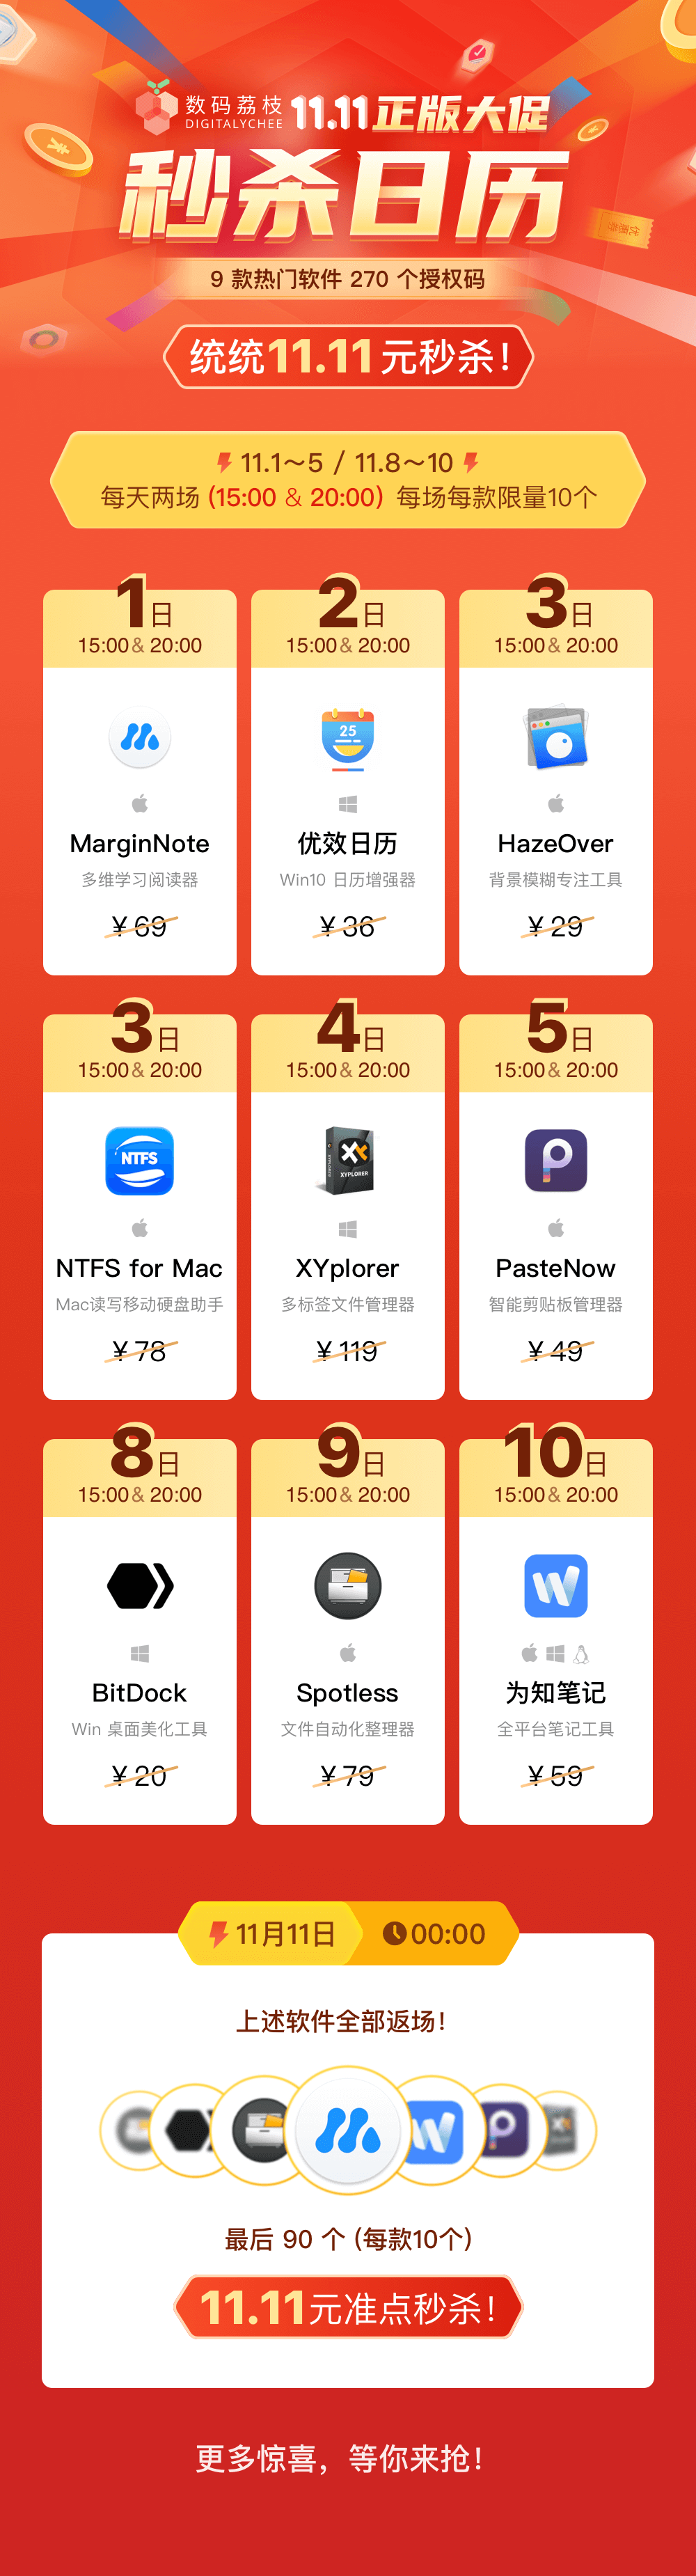 数码荔枝
DIGITALYCHEE
11.11 正版大促
秒杀日历
9 款热门软件 270 个授权码
统统11.11元秒杀！
11.1～5 / 11.8～10
每天两场 (15:00 & 20:00) 每场每款限量10个
1日
15:00 & 20:00
MarginNote
多维学习阅读器
¥69
2日
15:00 & 20:00
25
优效日历
Win10 日历增强器
¥36
3日
15:00 & 20:00
HazeOver
背景模糊专注工具
¥29
3日
15:00 & 20:00
NTFS
NTFS for Mac
Mac读写移动硬盘助手
¥78
4日
15:00 & 20:00
XY
XYPLORER
XYplorer
多标签文件管理器
¥119
5日
15:00 & 20:00
PasteNow
智能剪贴板管理器
¥49
8日
15:00 & 20:00
BitDock
Win 桌面美化工具
¥20
9日
15:00 & 20:00
Spotless
文件自动化整理器
¥79
10日
15:00 & 20:00
为知笔记
全平台笔记工具
¥59
11月11日 00:00
上述软件全部返场！
最后 90 个 (每款10个)
11.11元准点秒杀！
更多惊喜，等你来抢！